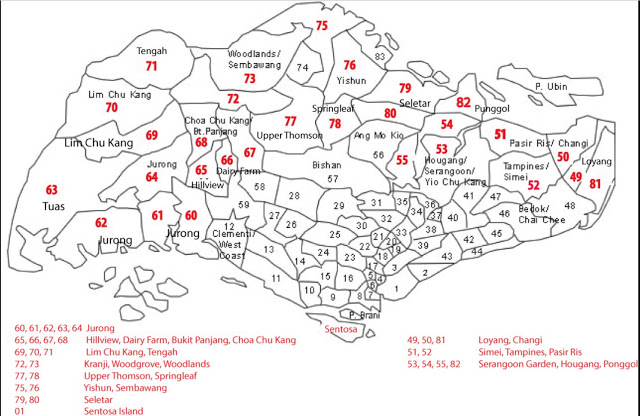 75
Tengah
71
Woodlands/
Sembawang
73
74
76
Yishun
83
79
Seletar
82
Punggol
P. Ubin
Lim Chu Kang
70
72
Choa Chu Kang/
Bt. Panjang
68
77
Upper Thomson
Springleaf
78
80
Ang Mo Kio
56
54
51
Pasir Ris/ Changi
50
Loyang
Lim Chu Kang
69
Jurong
64
65
Hillview
66
Dairy Farm
67
Bishan
57
55
53
Hougang/
Serangoon/
Yio Chu Kang
Tampines/
Simei
52
49
81
63
Tuas
62
Jurong
61
60
Jurong
58
28
59
29
31
35
36
34
37
40
41
47
46
Bedok/
Chai Chee
48
12
Clementi/
West
Coast
27
26
25
30
32
33
38
45
13
14
24
23
22
21
20
19
18
39
42
43
44
11
10
15
16
17
9
8
7
6
5
4
3
2
1
P. Brani
Sentosa
60, 61, 62, 63, 64 Jurong
65, 66, 67, 68 Hillview, Dairy Farm, Bukit Panjang, Choa Chu Kang
69, 70, 71 Lim Chu Kang, Tengah
72, 73 Kranji, Woodgrove, Woodlands
77, 78 Upper Thomson, Springleaf
75, 76 Yishun, Sembawang
79, 80 Seletar
01 Sentosa Island
49, 50, 81 Loyang, Changi
51, 52 Simei, Tampines, Pasir Ris
53, 54, 55, 82 Serangoon Garden, Hougang, Ponggol